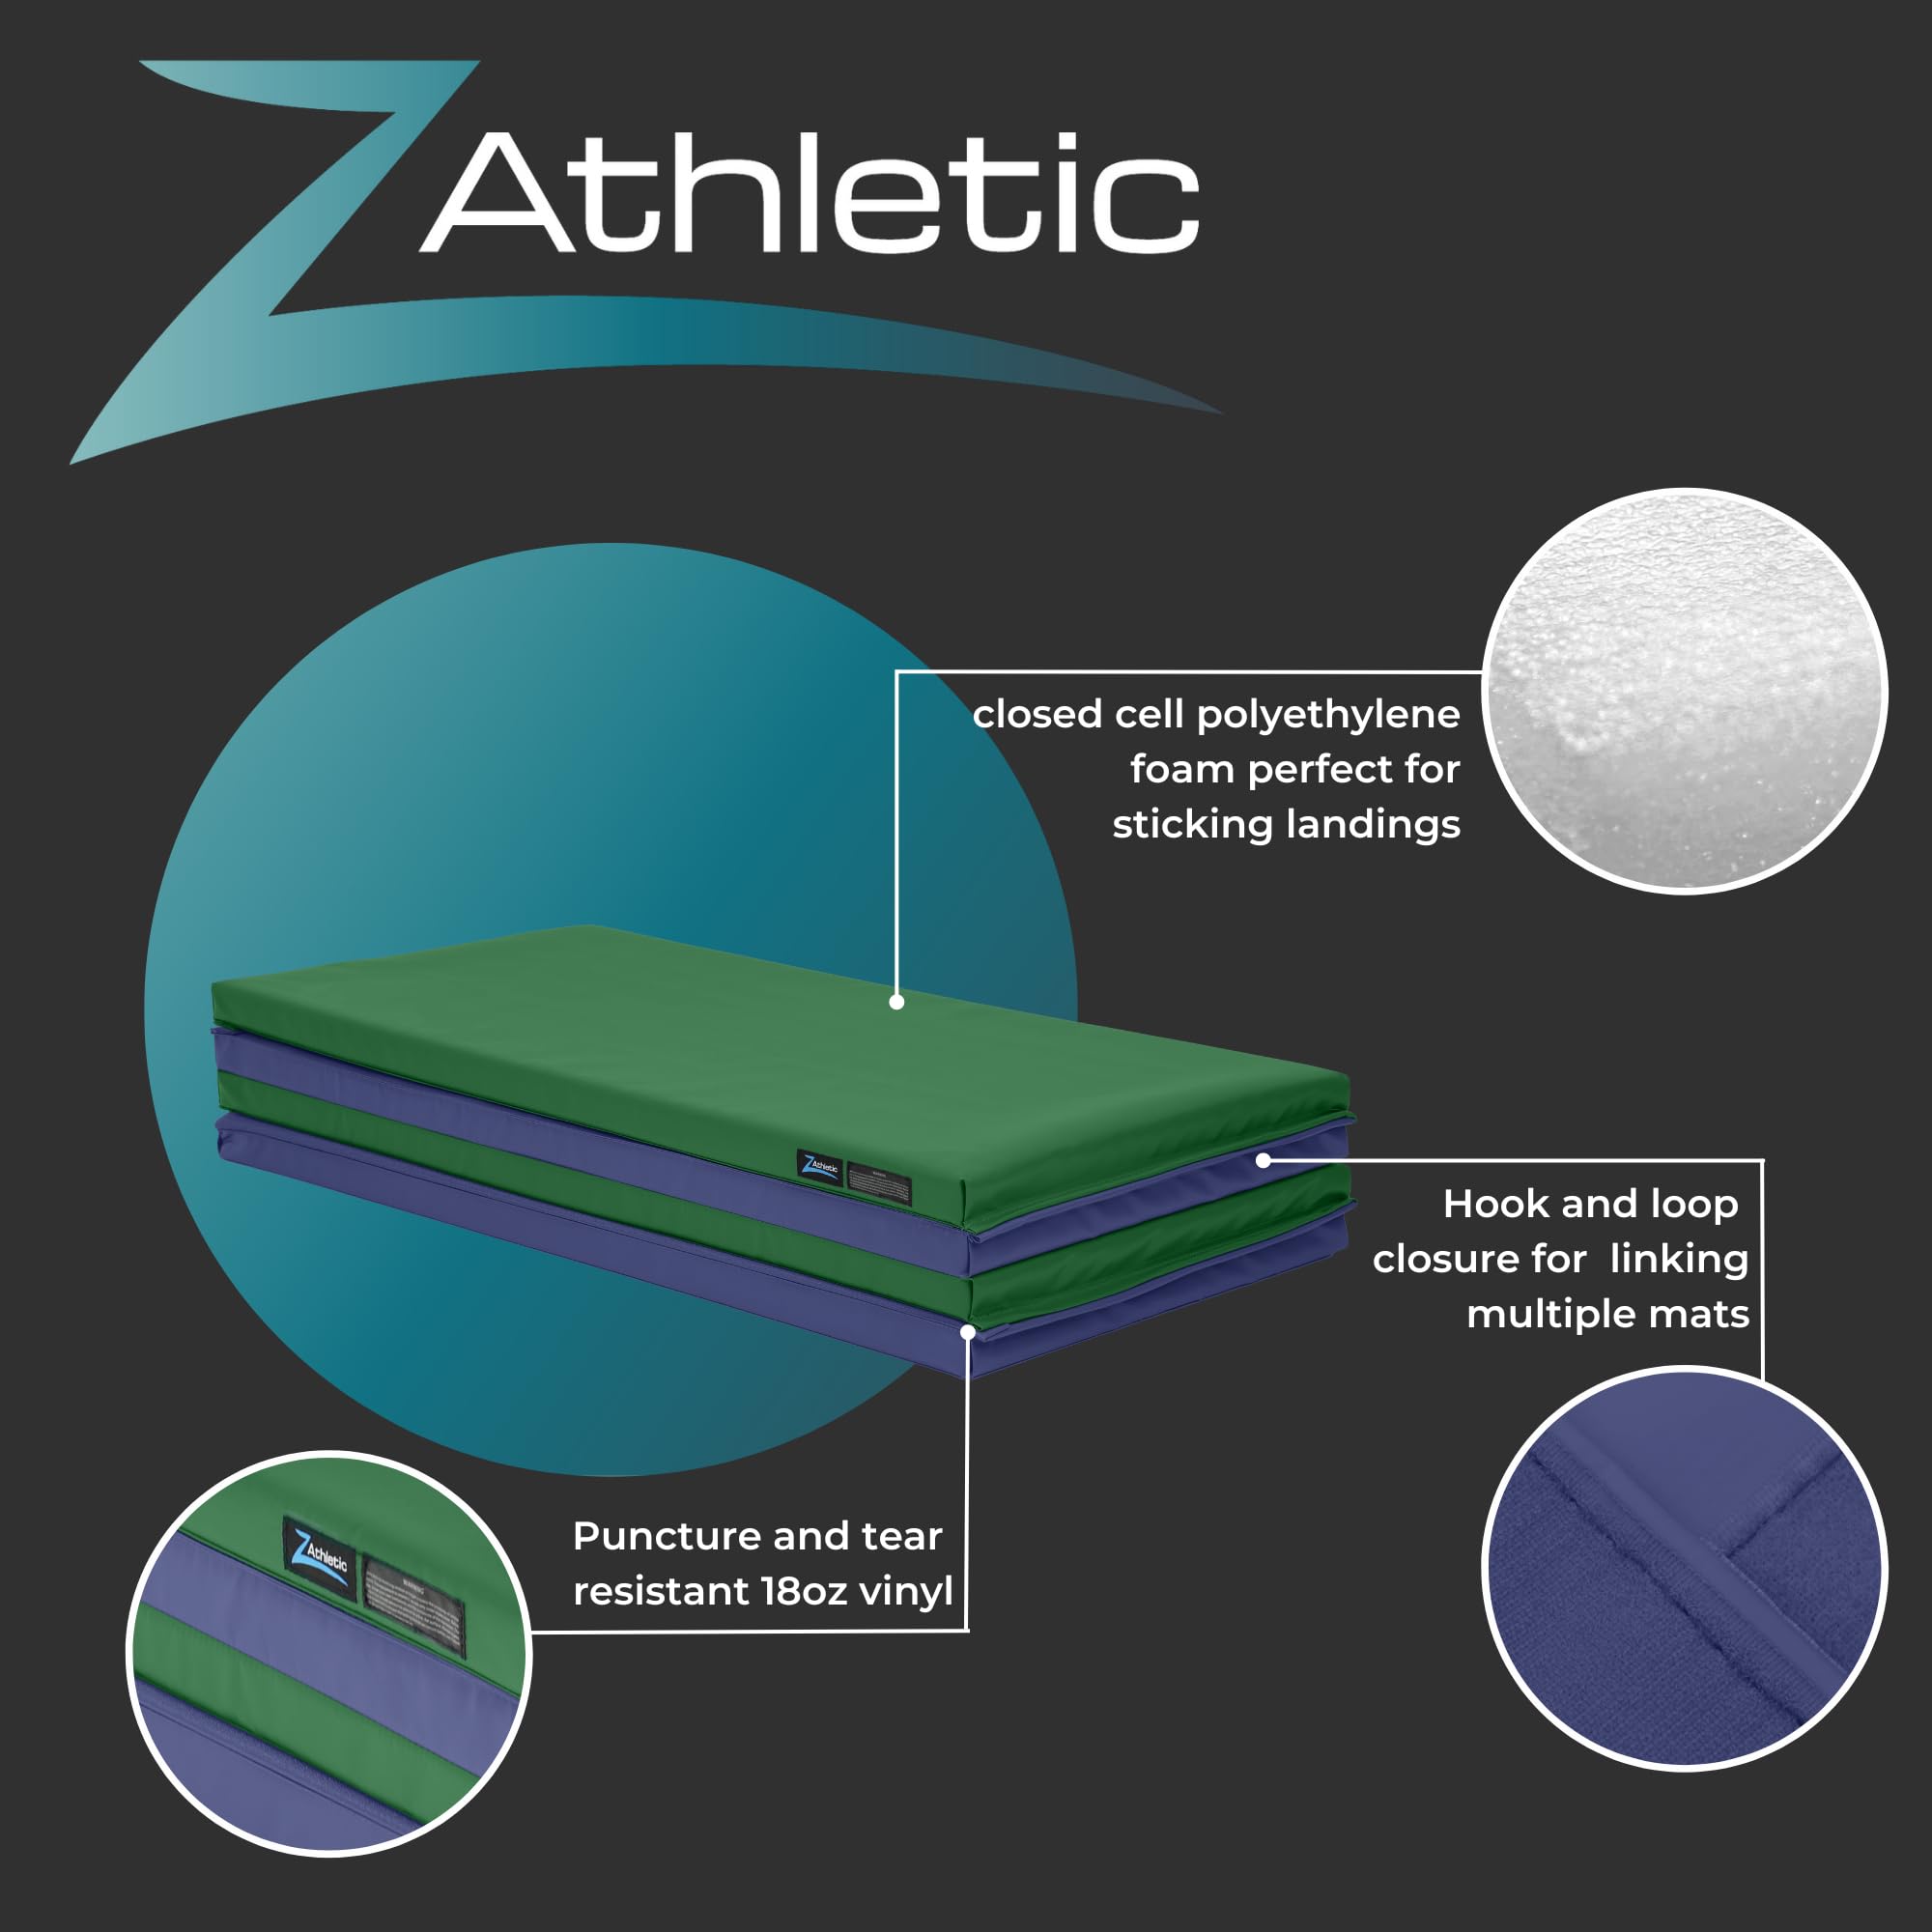 ZAthletic
closed cell polyethylene
foam perfect for
sticking landings
ZAthletic
Hook and loop
closure for  linking
multiple mats
Puncture and tear
resistant 18oz vinyl
ZAthletic